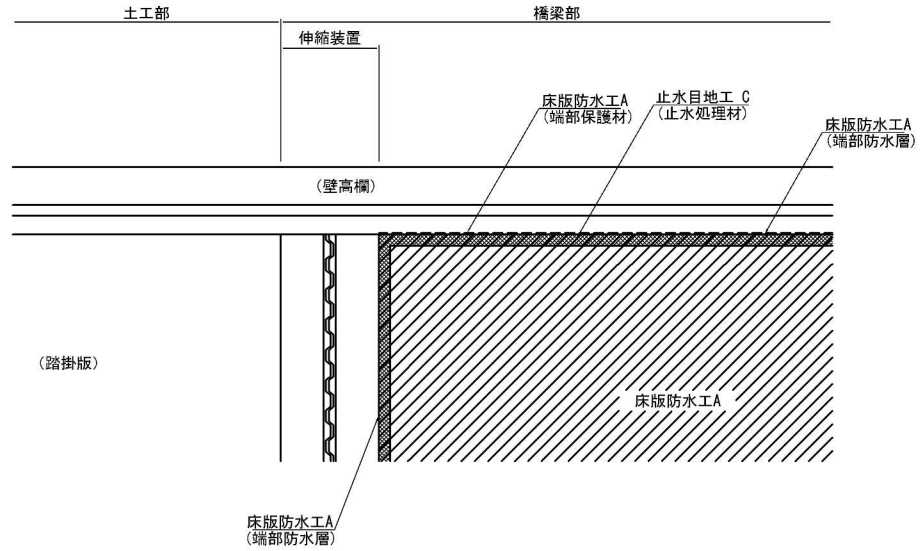 土工部
橋梁部
伸縮装置
床版防水工A
(端部保護材)
止水目地工 C
(止水処理材)
床版防水工A
(端部防水層)
(壁高欄)
(踏掛版)
床版防水工A
床版防水工A
(端部防水層)